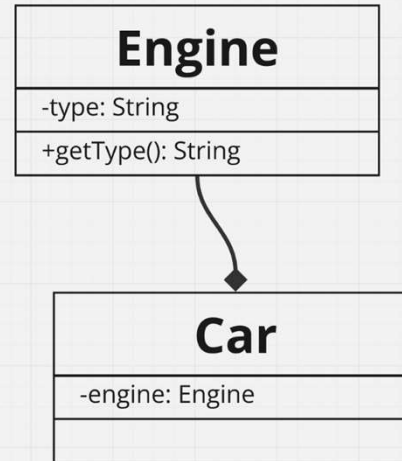 Engine
-type: String
+getType(): String
Car
-engine: Engine